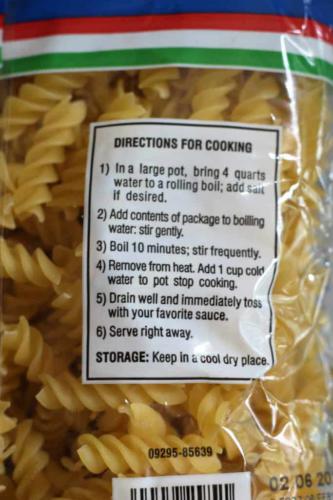 DIRECTIONS FOR COOKING
1) In a large pot, bring 4 quarts
water to a rolling boil; add salt
if desired.
2) Add contents of package to boilling
water: stir gently.
3) Boil 10 minutes; stir frequently.
4) Remove from heat. Add 1 cup cold
water to pot stop cooking.
5) Drain well and immediately toss
with your favorite sauce.
6) Serve right away.
STORAGE: Keep in a cool dry place.
09295-85639
02 06 20